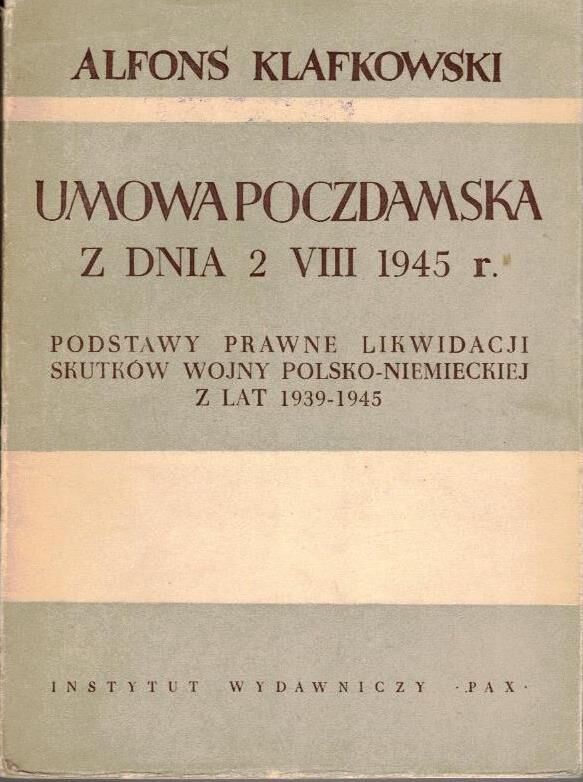 ALFONS KLAFKOWSKI
UMOWA POCZDAMSKA
Z DNIA 2 VIII 1945 r.
PODSTAWY PRAWNE LIKWIDACJI
SKUTKÓW WOJNY POLSKO-NIEMIECKIEJ
Z LAT 1939-1945
INSTYTUT WYDAWNICZY ·PAX·